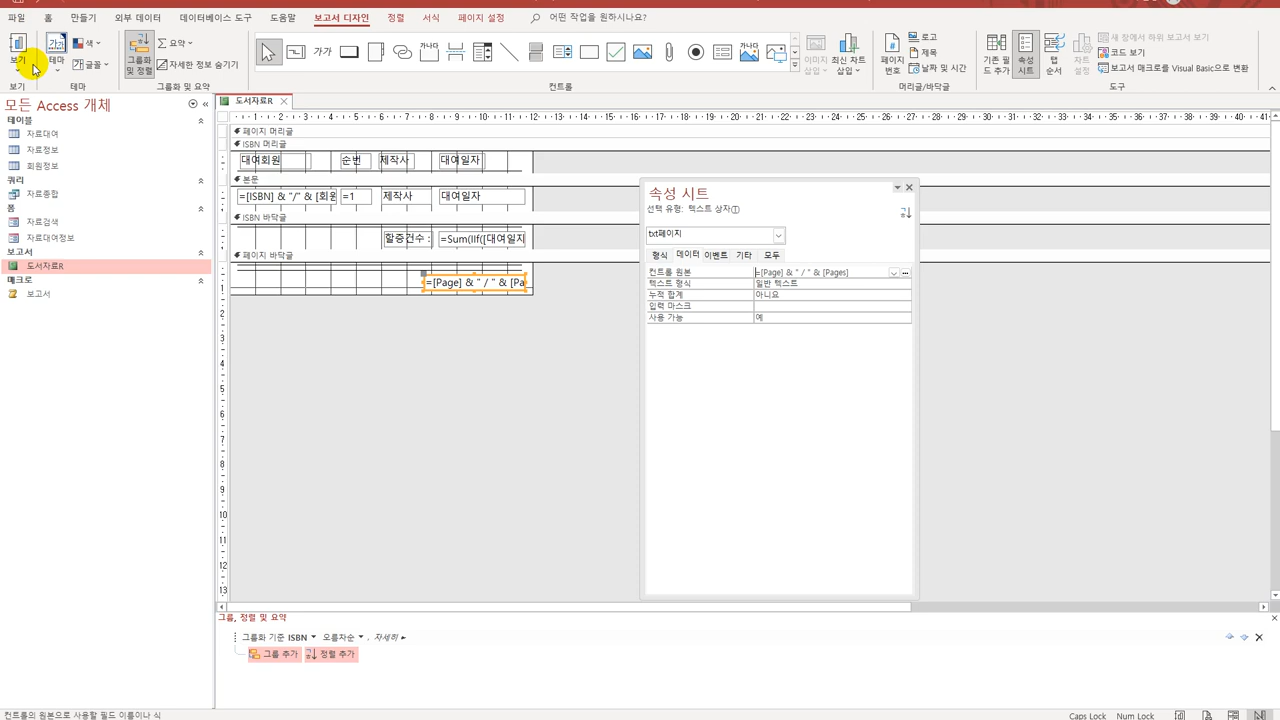 파일 홈 만들기 외부 데이터 데이터베이스 도구 도움말 보고서 디자인 정렬 서식 페이지 설정 어떤 작업을 원하시나요?
보기 테마 색 글꼴 그룹화 및 정렬 요약 자세한 정보 숨기기
가가 가나다
이미지 삽입 최신 차트 삽입 페이지 번호 로고 제목 날짜 및 시간
기존 필드 추가 속성 시트 탭 순서 차트 설정 새 창에서 하위 보고서 보기 코드 보기 보고서 매크로를 Visual Basic으로 변환
보기 테마 그룹화 및 요약 컨트롤 머리글/바닥글 도구
모든 Access 개체
테이블
자료대여
자료정보
회원정보
쿼리
자료종합
폼
자료검색
자료대여정보
보고서
도서자료R
매크로
보고서
도서자료R
페이지 머리글
ISBN 머리글
대여회원 순번 제작사 대여일자
본문
=[ISBN] & "/" & [회원 =1 제작사 대여일자
ISBN 바닥글
할증건수 : =Sum(IIf([대여일자
페이지 바닥글
=[Page] & " / " & [Pa
속성 시트
선택 유형: 텍스트 상자
txt페이지
형식 데이터 이벤트 기타 모두
컨트롤 원본 =[Page] & " / " & [Pages]
텍스트 형식 일반 텍스트
누적 합계 아니요
입력 마스크
사용 가능 예
그룹, 정렬 및 요약
그룹화 기준 ISBN 오름차순 , 자세히
그룹 추가 정렬 추가
컨트롤의 원본으로 사용할 필드 이름이나 식 Caps Lock Num Lock